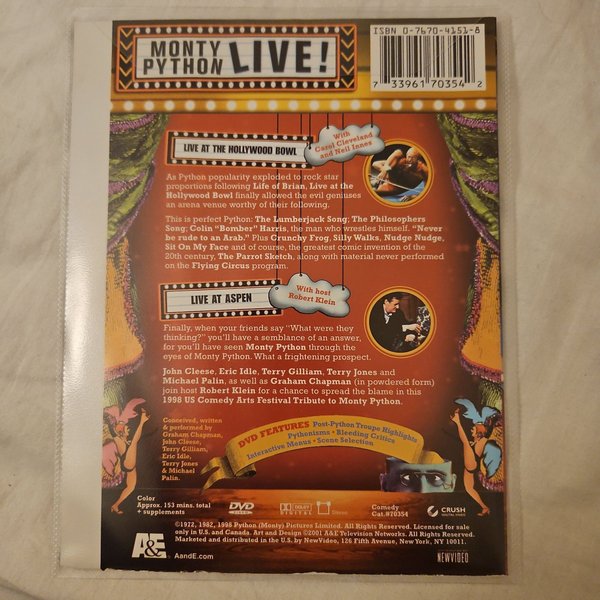 MONTY
PYTHON
LIVE!
ISBN 0-7670-4151-8
7 33961 70354 2
LIVE AT THE HOLLYWOOD BOWL
With
Carol Cleveland
and Neil Innes
As Python popularity exploded to rock star
proportions following Life of Brian, Live at the
Hollywood Bowl finally allowed the evil geniuses
an arena venue worthy of their following.
This is perfect Python: The Lumberjack Song; The Philosophers
Song; Colin "Bomber" Harris, the man who wrestles himself. "Never
be rude to an Arab." Plus Crunchy Frog, Silly Walks, Nudge Nudge,
Sit On My Face and of course, the greatest comic invention of the
20th century, The Parrot Sketch, along with material never performed
on the Flying Circus program.
LIVE AT ASPEN
With host
Robert Klein
Finally, when your friends say "What were they
thinking?" you'll have a semblance of an answer,
for you'll have seen Monty Python through the
eyes of Monty Python. What a frightening prospect.
John Cleese, Eric Idle, Terry Gilliam, Terry Jones and
Michael Palin, as well as Graham Chapman (in powdered form)
join host Robert Klein for a chance to spread the blame in this
1998 US Comedy Arts Festival Tribute to Monty Python.
Conceived, written
& performed by
Graham Chapman,
John Cleese,
Terry Gilliam,
Eric Idle,
Terry Jones
& Michael
Palin.
DVD FEATURES Post-Python Troupe Highlights
Pythonisms • Bleeding Critics
Interactive Menus • Scene Selection
Color
Approx. 153 mins. total
+ supplements
DVD
VIDEO
DOLBY
DIGITAL
Stereo
Comedy
Cat.#70354
CRUSH
DIGITAL VIDEO
©1972, 1982, 1998 Python (Monty) Pictures Limited. All Rights Reserved. Licensed for sale
only in U.S. and Canada. Art and Design ©2001 A&E Television Networks. All Rights Reserved.
Marketed and distributed in the U.S. by NewVideo, 126 Fifth Avenue, New York, NY 10011.
A&E
AandE.com
NEWVIDEO